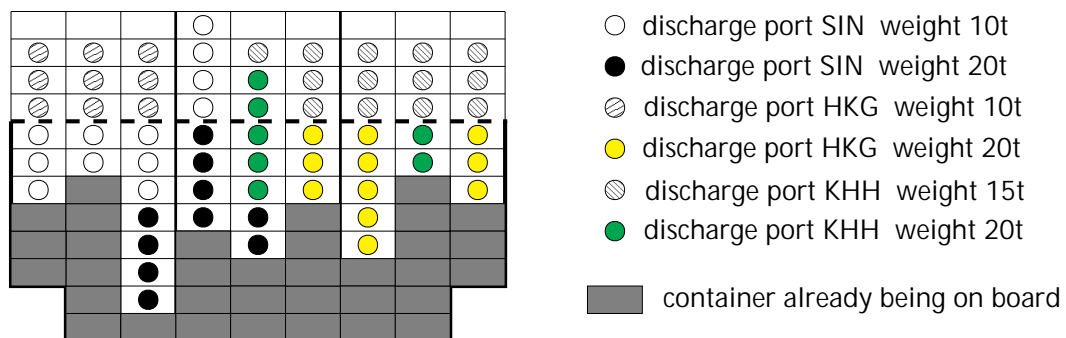 discharge port SIN weight 10t
discharge port SIN weight 20t
discharge port HKG weight 10t
discharge port HKG weight 20t
discharge port KHH weight 15t
discharge port KHH weight 20t
container already being on board